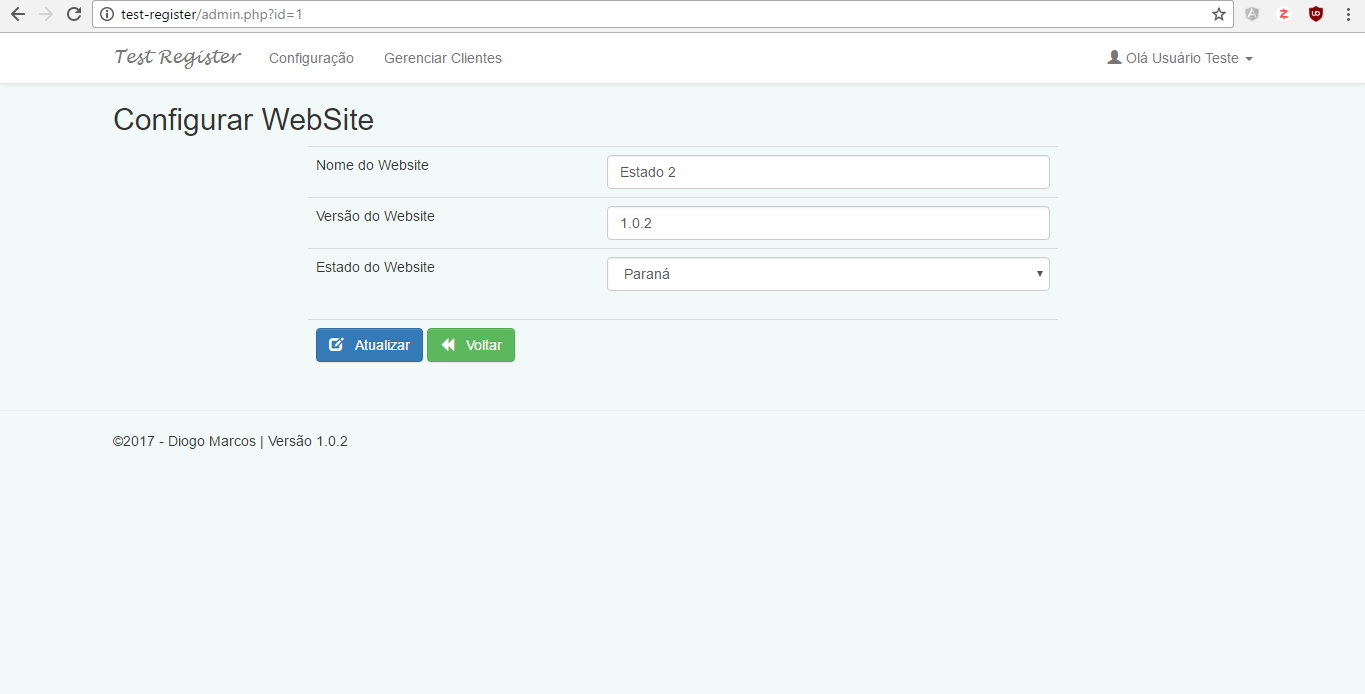 test-register/admin.php?id=1
Test Register Configuração Gerenciar Clientes Olá Usuário Teste
Configurar WebSite
Nome do Website Estado 2
Versão do Website 1.0.2
Estado do Website Paraná
Atualizar Voltar
©2017 - Diogo Marcos | Versão 1.0.2